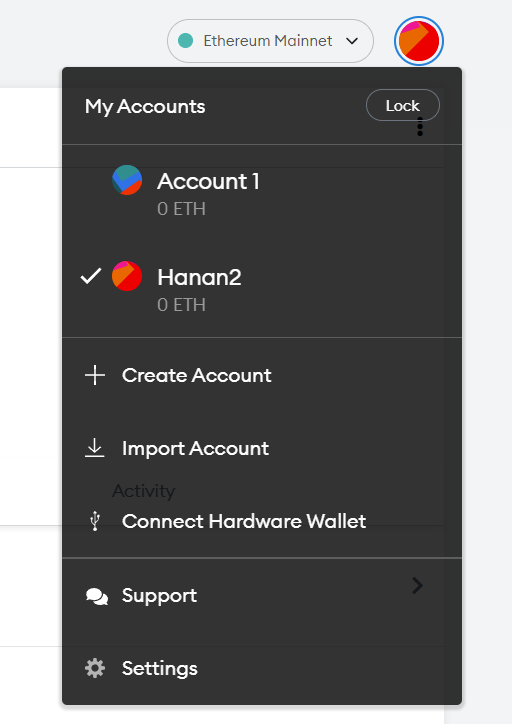 Ethereum Mainnet
My Accounts
Lock
Account 1
0 ETH
Hanan2
0 ETH
Create Account
Import Account
Activity
Connect Hardware Wallet
Support
Settings